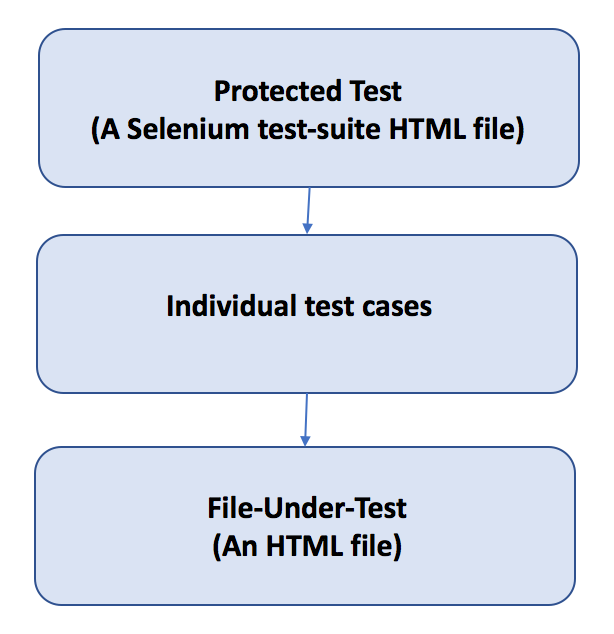 Protected Test
(A Selenium test-suite HTML file)
Individual test cases
File-Under-Test
(An HTML file)